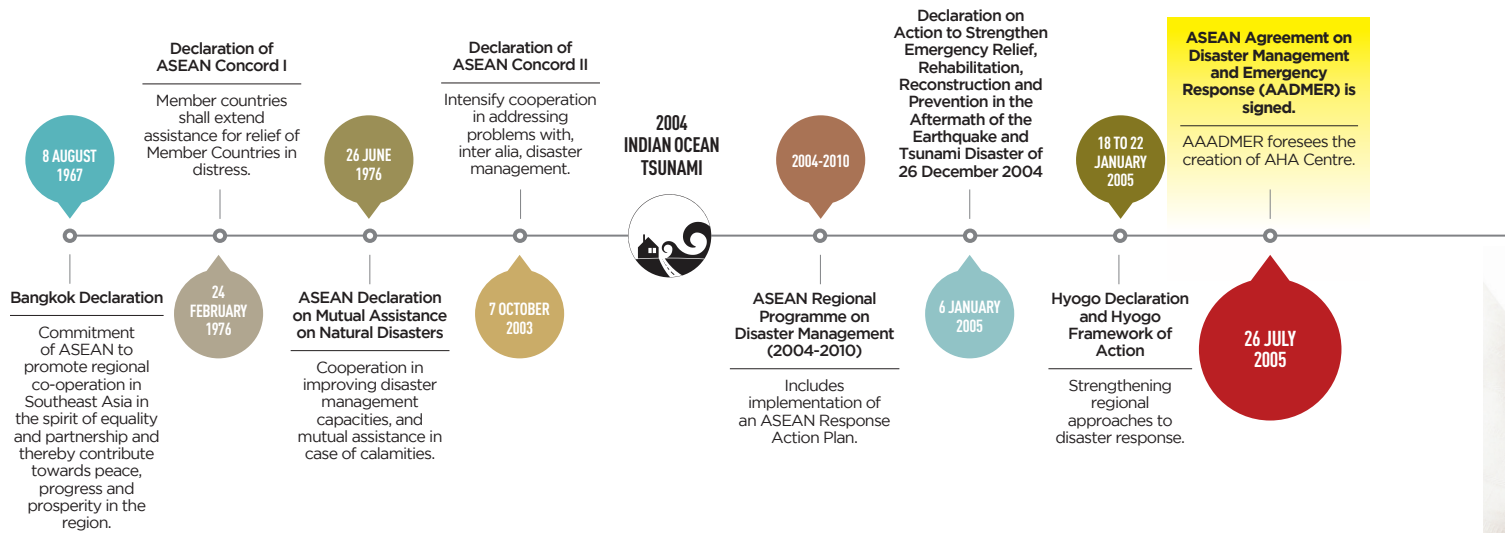 8 AUGUST
1967
Bangkok Declaration
Commitment
of ASEAN to
promote regional
co-operation in
Southeast Asia in
the spirit of equality
and partnership and
thereby contribute
towards peace,
progress and
prosperity in the
region.
Declaration of
ASEAN Concord I
Member countries
shall extend
assistance for relief of
Member Countries in
distress.
24
FEBRUARY
1976
26 JUNE
1976
ASEAN Declaration
on Mutual Assistance
on Natural Disasters
Cooperation in
improving disaster
management
capacities, and
mutual assistance in
case of calamities.
Declaration of
ASEAN Concord II
Intensify cooperation
in addressing
problems with,
inter alia, disaster
management.
7 OCTOBER
2003
2004
INDIAN OCEAN
TSUNAMI
2004-2010
ASEAN Regional
Programme on
Disaster Management
(2004-2010)
Includes
implementation of
an ASEAN Response
Action Plan.
Declaration on
Action to Strengthen
Emergency Relief,
Rehabilitation,
Reconstruction and
Prevention in the
Aftermath of the
Earthquake and
Tsunami Disaster of
26 December 2004
6 JANUARY
2005
18 TO 22
JANUARY
2005
Hyogo Declaration
and Hyogo
Framework of
Action
Strengthening
regional
approaches to
disaster response.
ASEAN Agreement on
Disaster Management
and Emergency
Response (AADMER) is
signed.
AAADMER foresees the
creation of AHA Centre.
26 JULY
2005